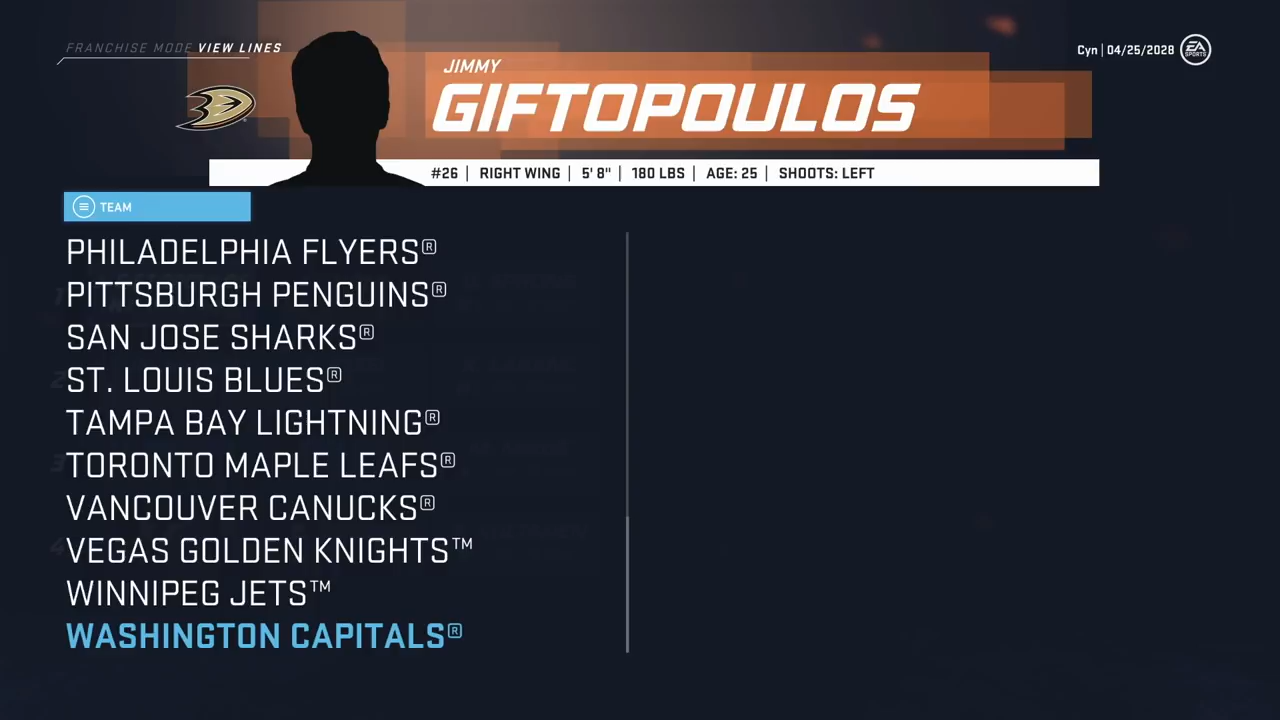 FRANCHISE MODE VIEW LINES
Cyn | 04/25/2028
EA SPORTS
JIMMY
GIFTOPOULOS
#26 | RIGHT WING | 5' 8" | 180 LBS | AGE: 25 | SHOOTS: LEFT
TEAM
PHILADELPHIA FLYERS®
PITTSBURGH PENGUINS®
SAN JOSE SHARKS®
ST. LOUIS BLUES®
TAMPA BAY LIGHTNING®
TORONTO MAPLE LEAFS®
VANCOUVER CANUCKS®
VEGAS GOLDEN KNIGHTS™
WINNIPEG JETS™
WASHINGTON CAPITALS®